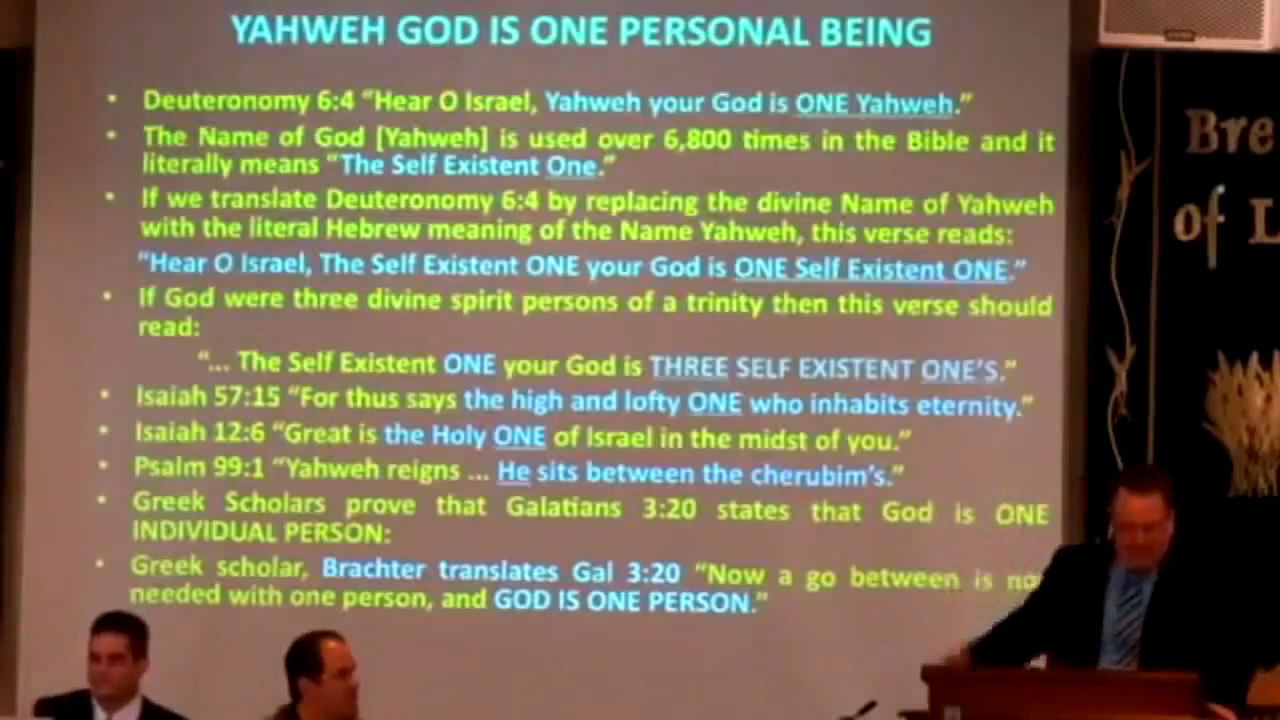 YAHWEH GOD IS ONE PERSONAL BEING
• Deuteronomy 6:4 "Hear O Israel, Yahweh your God is ONE Yahweh."
• The Name of God [Yahweh] is used over 6,800 times in the Bible and it
literally means "The Self Existent One."
• If we translate Deuteronomy 6:4 by replacing the divine Name of Yahweh
with the literal Hebrew meaning of the Name Yahweh, this verse reads:
"Hear O Israel, The Self Existent ONE your God is ONE Self Existent ONE."
• If God were three divine spirit persons of a trinity then this verse should
read:
"... The Self Existent ONE your God is THREE SELF EXISTENT ONE'S."
• Isaiah 57:15 "For thus says the high and lofty ONE who inhabits eternity."
• Isaiah 12:6 "Great is the Holy ONE of Israel in the midst of you."
• Psalm 99:1 "Yahweh reigns ... He sits between the cherubim's."
• Greek Scholars prove that Galatians 3:20 states that God is ONE
INDIVIDUAL PERSON:
• Greek scholar, Brachter translates Gal 3:20 "Now a go between is no
needed with one person, and GOD IS ONE PERSON."
Bre
of L